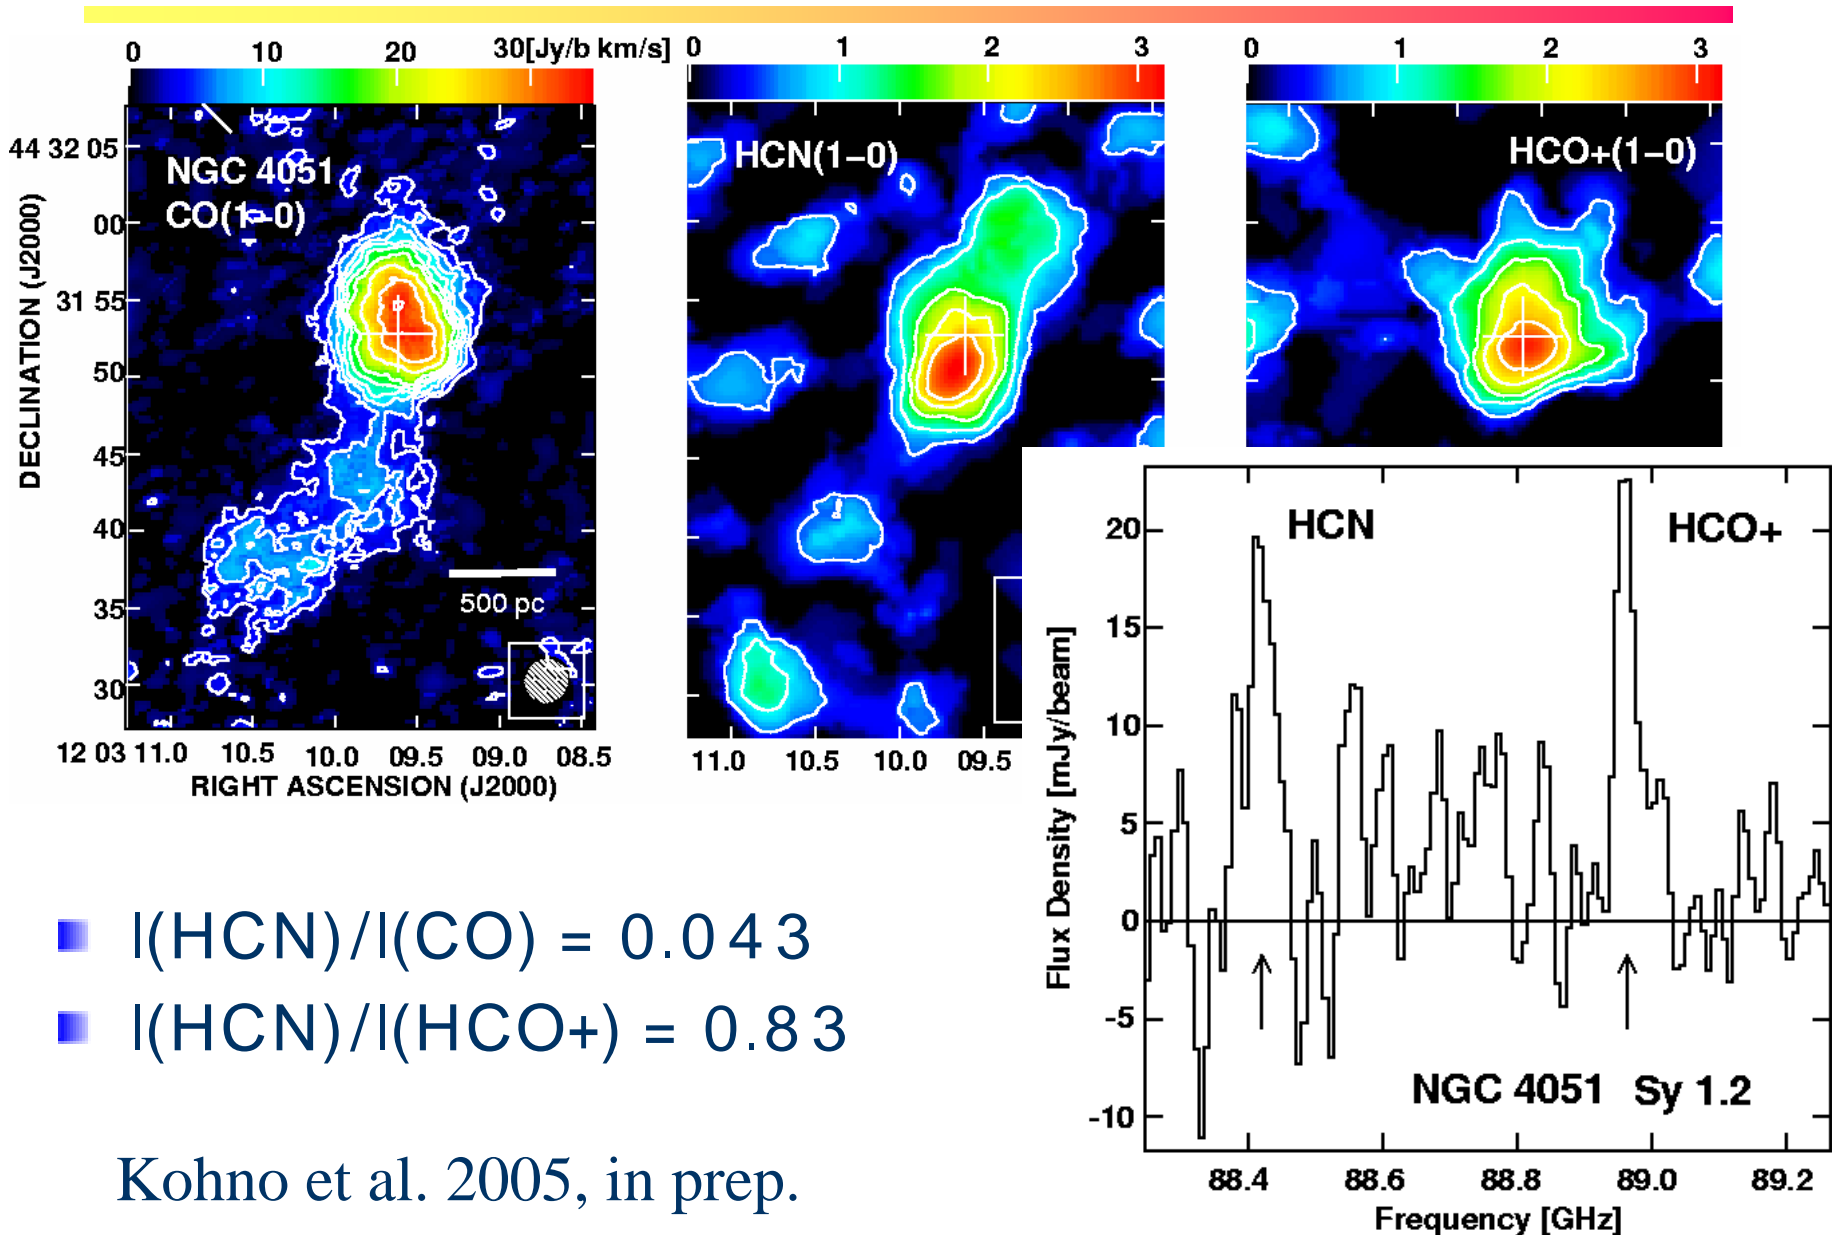 0 10 20 30[Jy/b km/s]
NGC 4051
CO(1-0)
DECLINATION (J2000)
44 32 05
00
31 55
50
45
40
35
30
500 pc
12 03 11.0 10.5 10.0 09.5 09.0 08.5
RIGHT ASCENSION (J2000)
0 1 2 3
HCN(1-0)
11.0 10.5 10.0 09.5
0 1 2 3
HCO+(1-0)
Flux Density [mJy/beam]
20
15
10
5
0
-5
-10
HCN HCO+
NGC 4051 Sy 1.2
88.4 88.6 88.8 89.0 89.2
Frequency [GHz]
I(HCN)/I(CO) = 0.043
I(HCN)/I(HCO+) = 0.83
Kohno et al. 2005, in prep.